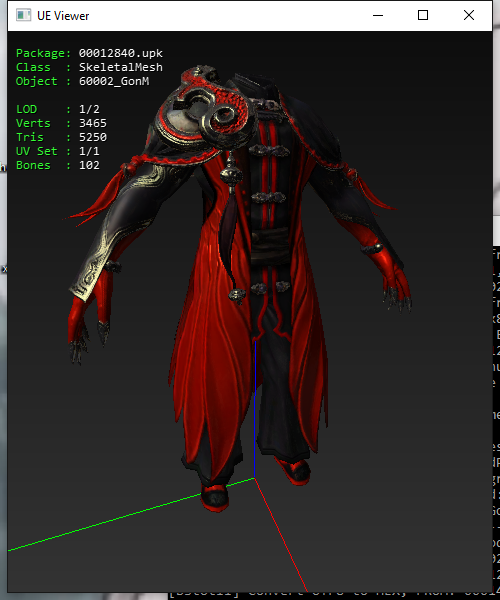 UE Viewer
Package: 00012840.upk
Class  : SkeletalMesh
Object : 60002_GonM
LOD    : 1/2
Verts  : 3465
Tris   : 5250
UV Set : 1/1
Bones  : 102